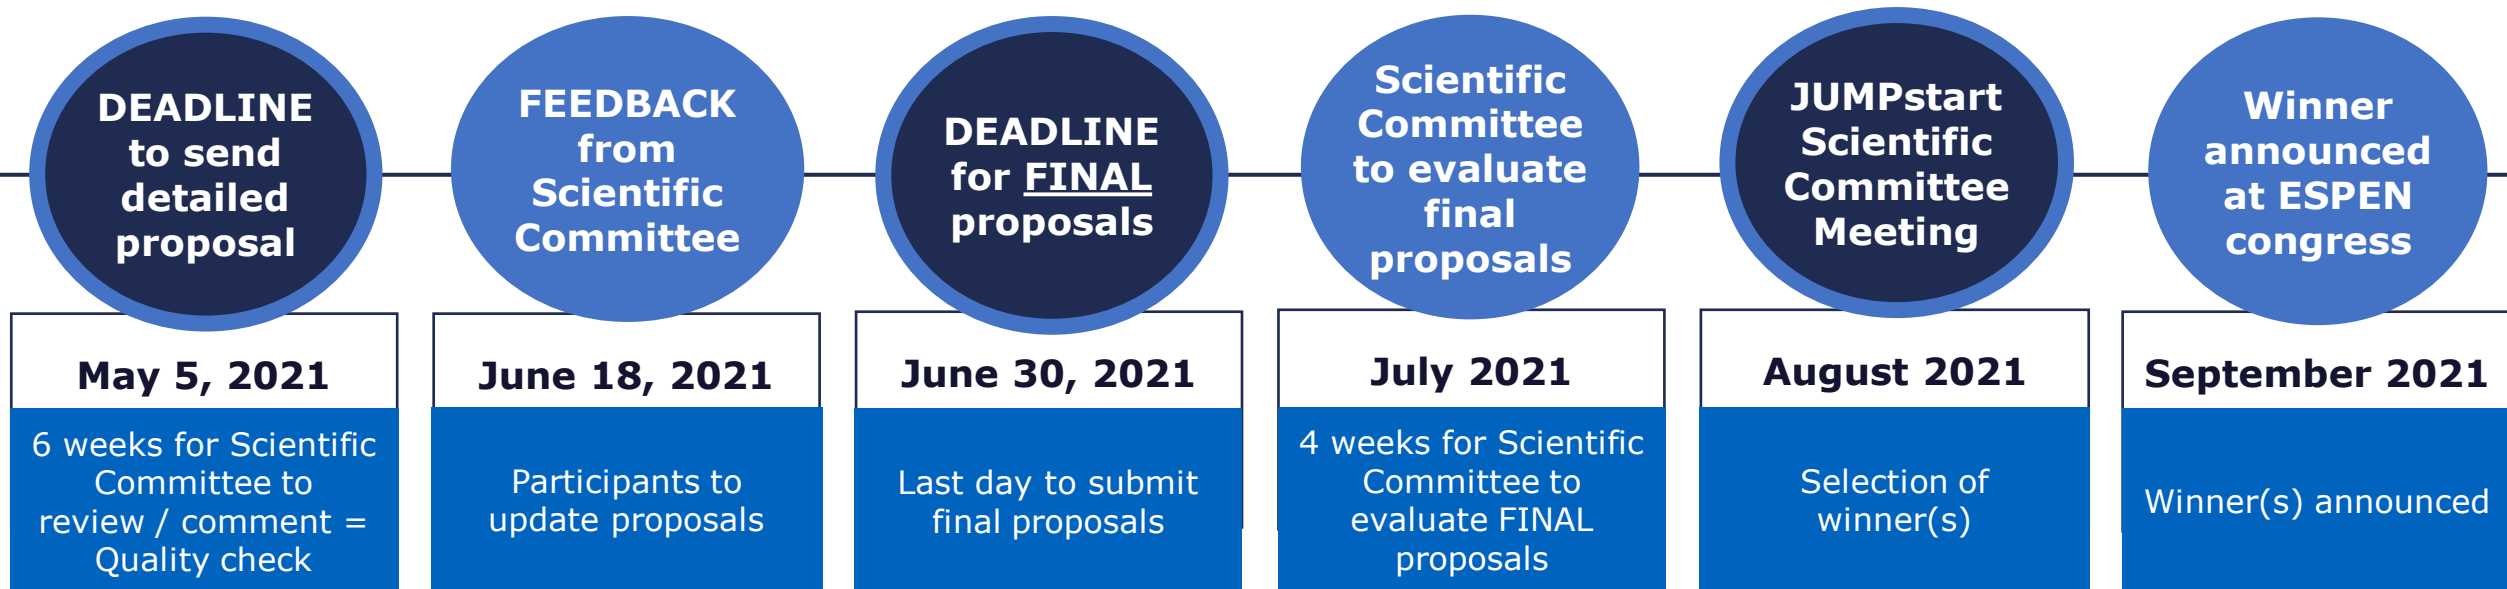 DEADLINE
to send
detailed
proposal
May 5, 2021
6 weeks for Scientific
Committee to
review / comment =
Quality check
FEEDBACK
from
Scientific
Committee
June 18, 2021
Participants to
update proposals
DEADLINE
for FINAL
proposals
June 30, 2021
Last day to submit
final proposals
Scientific
Committee
to evaluate
final
proposals
July 2021
4 weeks for Scientific
Committee to
evaluate FINAL
proposals
JUMPstart
Scientific
Committee
Meeting
August 2021
Selection of
winner(s)
Winner
announced
at ESPEN
congress
September 2021
Winner(s) announced